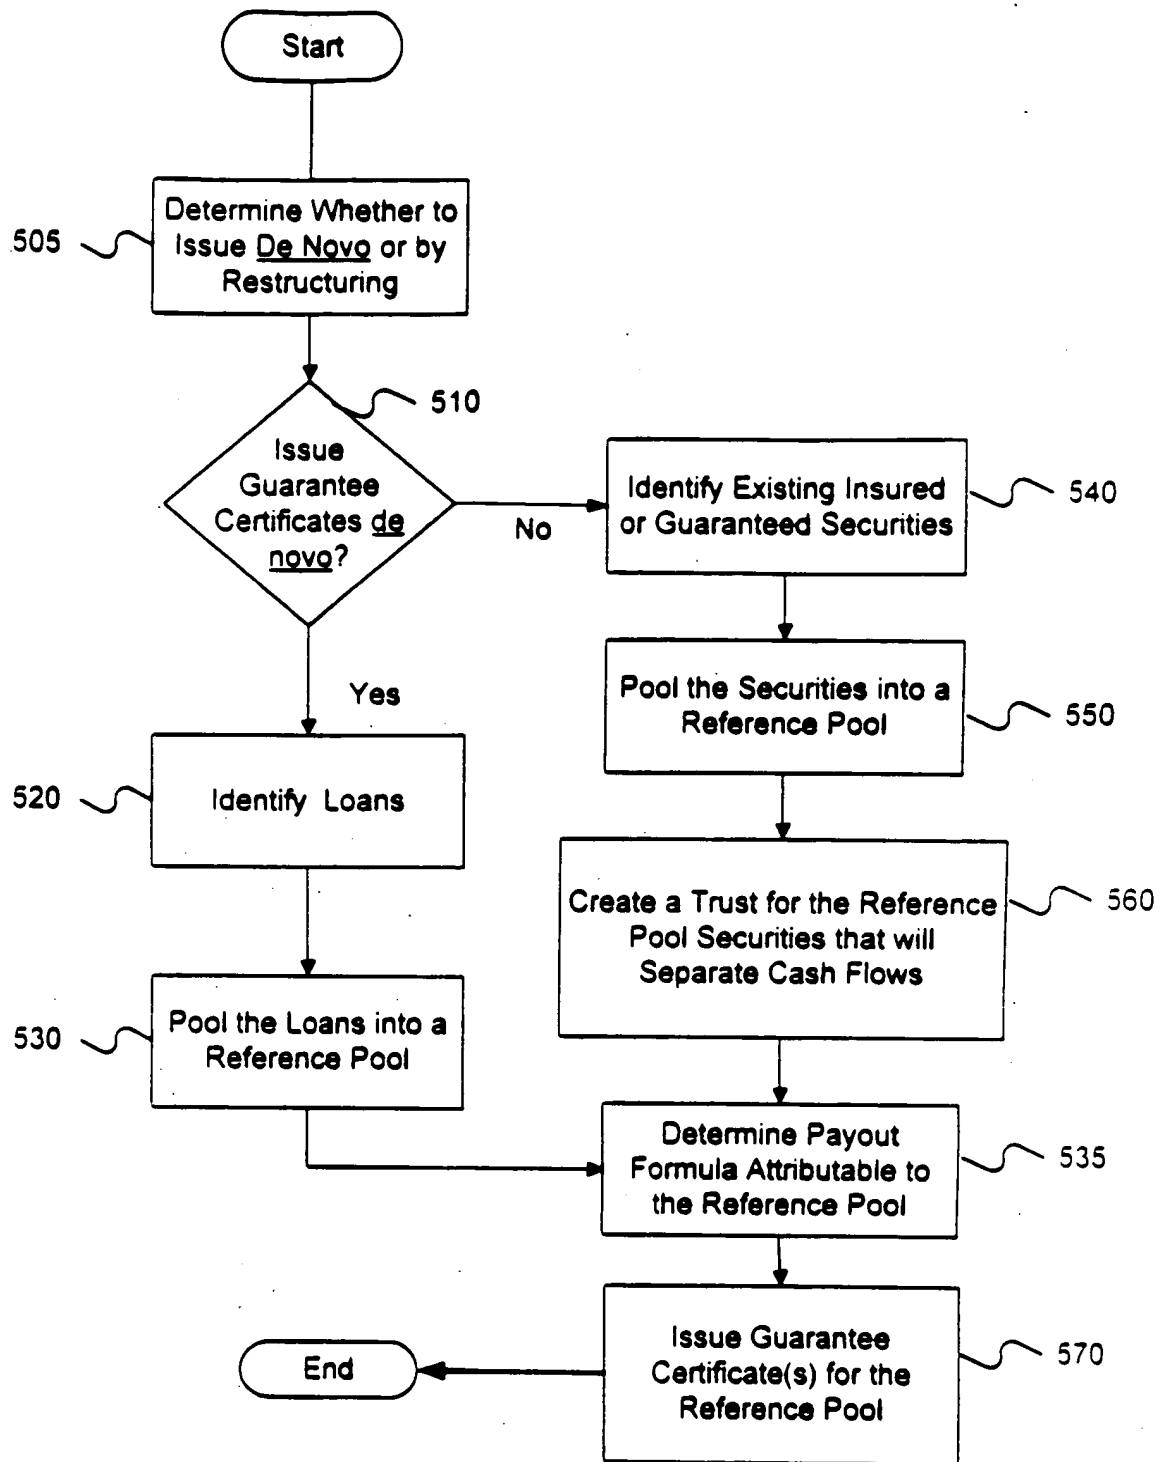 Start
505
Determine Whether to
Issue De Novo or by
Restructuring
510
Issue
Guarantee
Certificates de
novo?
No
Yes
Identify Existing Insured
or Guaranteed Securities
540
Pool the Securities into a
Reference Pool
550
520
Identify Loans
Create a Trust for the Reference
Pool Securities that will
Separate Cash Flows
560
530
Pool the Loans into a
Reference Pool
Determine Payout
Formula Attributable to
the Reference Pool
535
Issue Guarantee
Certificate(s) for the
Reference Pool
570
End